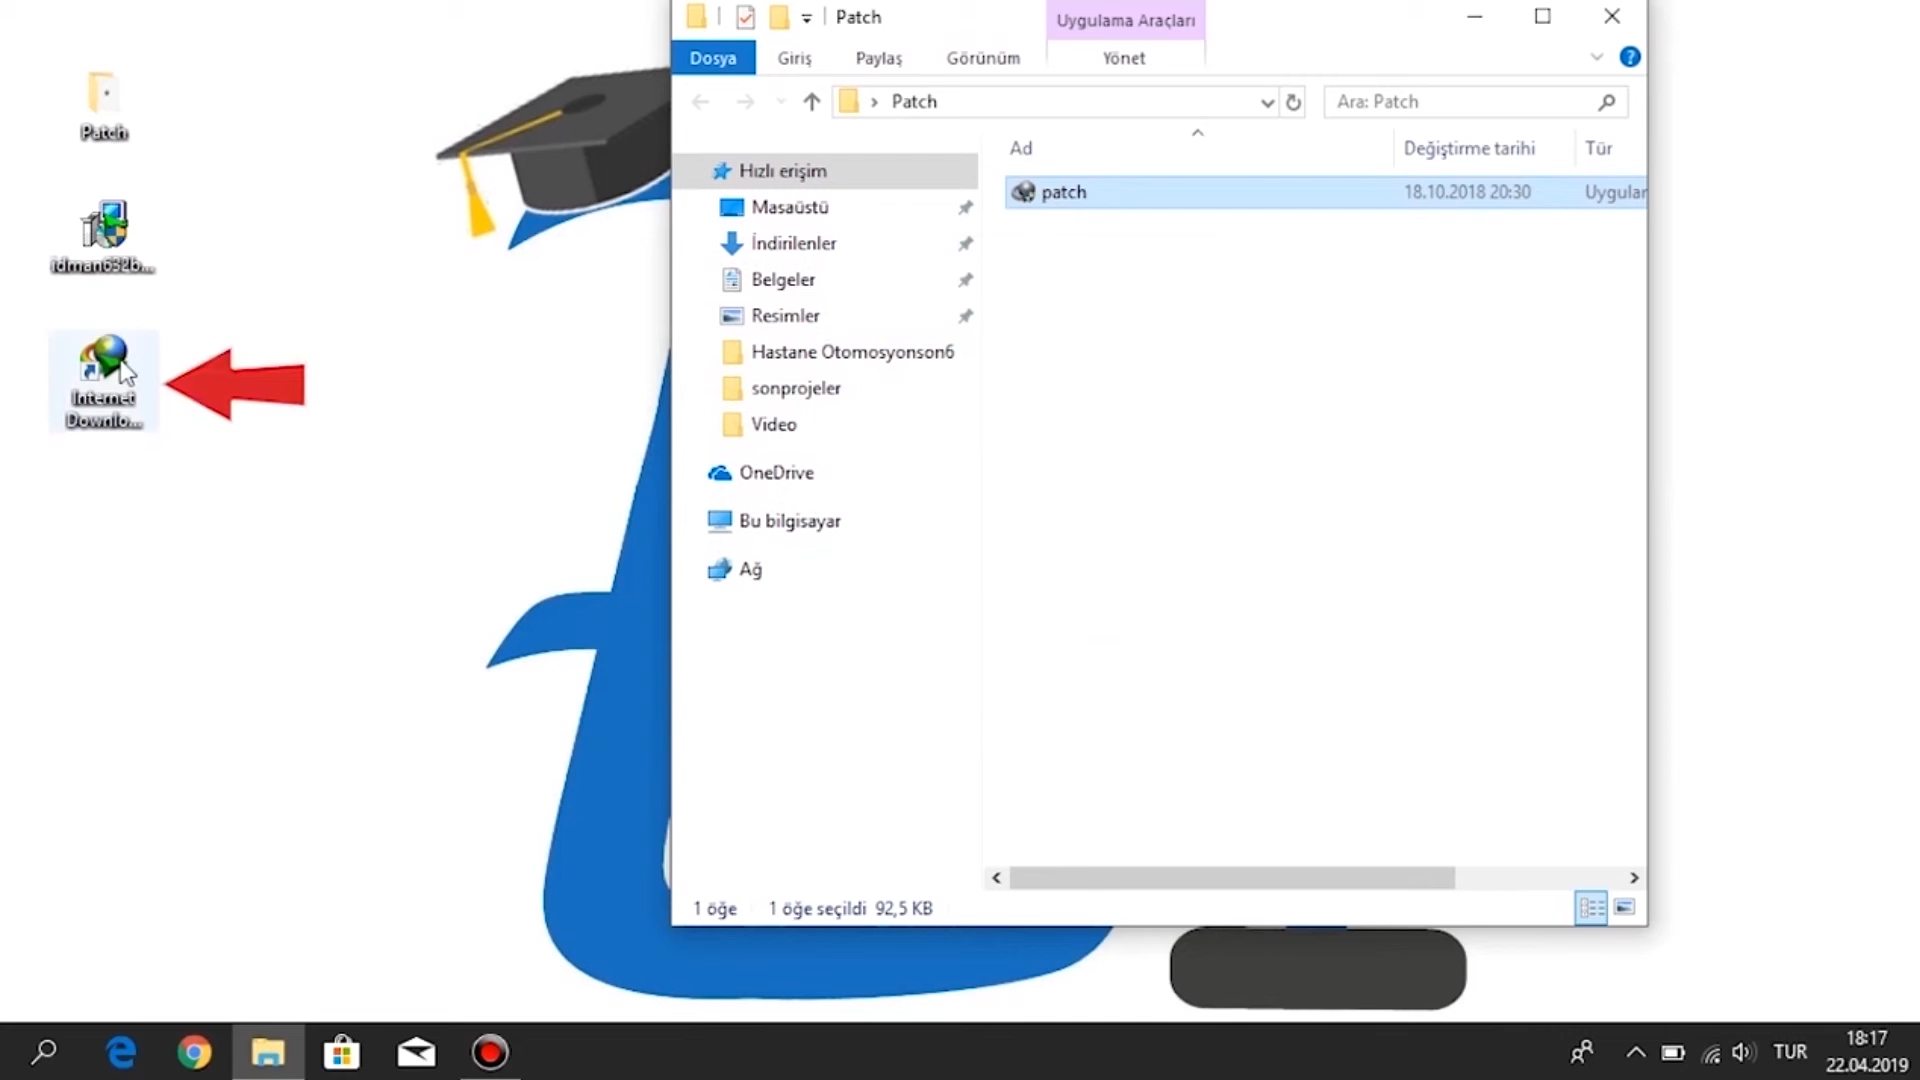 Patch
Uygulama Araçları
Dosya
Giriş
Paylaş
Görünüm
Yönet
?
Patch
Ara: Patch
Ad
Değiştirme tarihi
Tür
patch
18.10.2018 20:30
Uygular
Hızlı erişim
Masaüstü
İndirilenler
Belgeler
Resimler
Hastane Otomosyonson6
sonprojeler
Video
OneDrive
Bu bilgisayar
Ağ
1 öğe
1 öğe seçildi 92,5 KB
Patch
idman632b...
Internet
Downlo...
TUR
18:17
22.04.2019